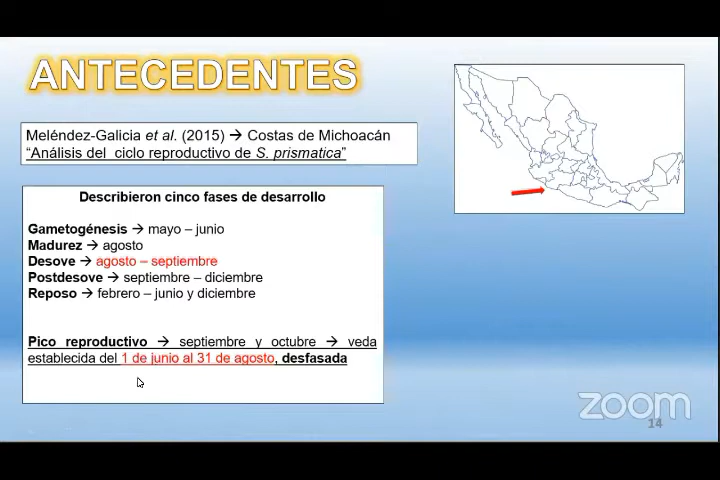 ANTECEDENTES
Meléndez-Galicia et al. (2015) → Costas de Michoacán
“Análisis del ciclo reproductivo de S. prismatica”
Describieron cinco fases de desarrollo
Gametogénesis → mayo – junio
Madurez → agosto
Desove → agosto – septiembre
Postdesove → septiembre – diciembre
Reposo → febrero – junio y diciembre
Pico reproductivo → septiembre y octubre → veda
establecida del 1 de junio al 31 de agosto, desfasada
zoom
14